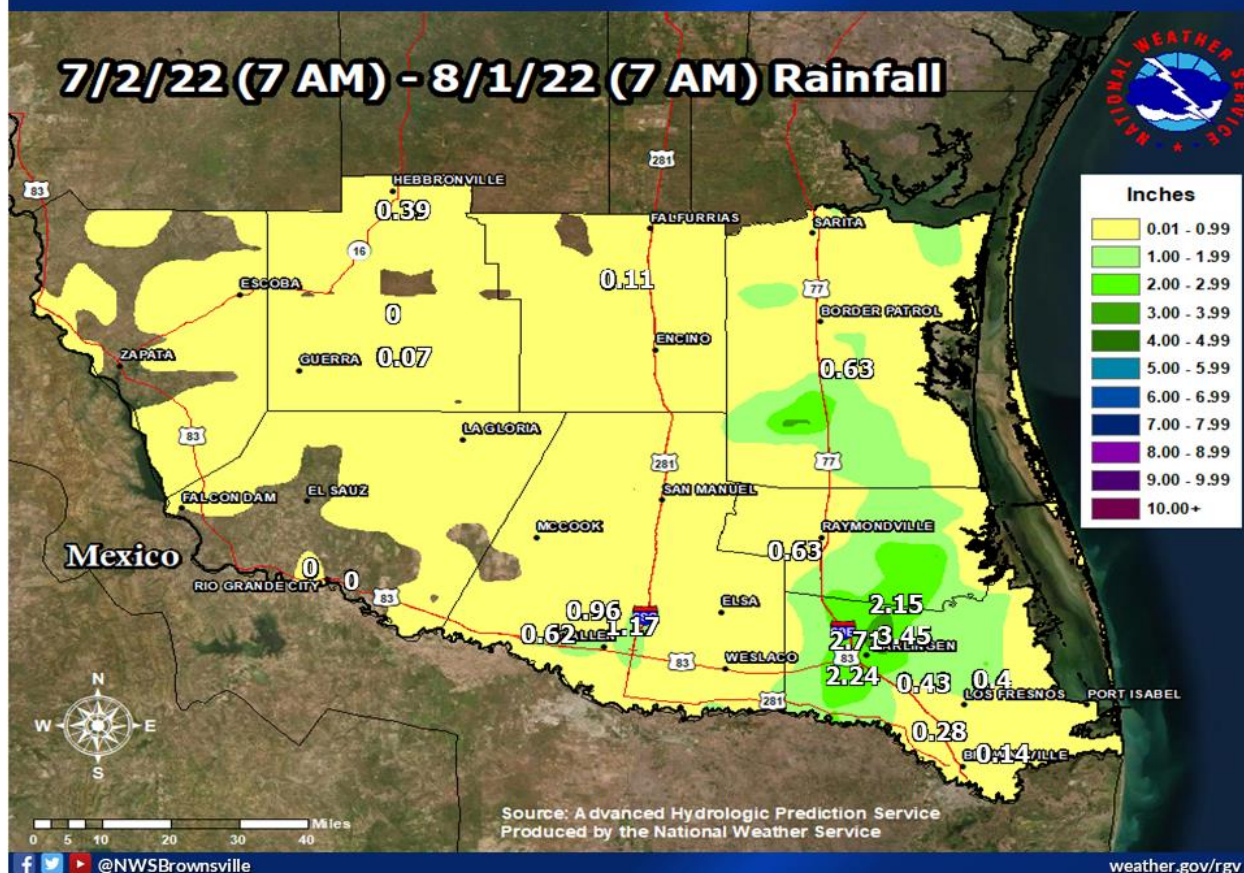 7/2/22 (7 AM) - 8/1/22 (7 AM) Rainfall
NATIONAL WEATHER SERVICE
Inches
0.01 - 0.99
1.00 - 1.99
2.00 - 2.99
3.00 - 3.99
4.00 - 4.99
5.00 - 5.99
6.00 - 6.99
7.00 - 7.99
8.00 - 8.99
9.00 - 9.99
10.00+
281
83
HEBBRONVILLE
0.39
FALFURRIAS
SARITA
16
ESCOBA
0.11
77
0
BORDER PATROL
ENCINO
ZAPATA
GUERRA
0.07
0.63
83
LA GLORIA
281
77
FALCON DAM
EL SAUZ
SAN MANUEL
MCCOOK
RAYMONDVILLE
0.63
Mexico
0
0
RIO GRANDE CITY
83
0.96
ELSA
2.15
0.62
1.17
2.71
3.45
83
WESLACO
83
2.24
0.43
0.4
LOS FRESNOS
PORT ISABEL
281
0.28
0.14
N
W
E
S
Miles
0 5 10 20 30 40
Source: Advanced Hydrologic Prediction Service
Produced by the National Weather Service
@NWSBrownsville
weather.gov/rgv